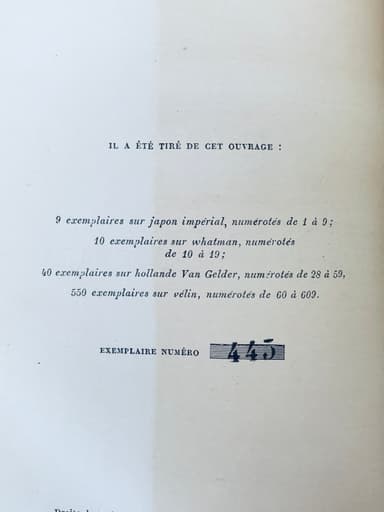 IL A ÉTÉ TIRÉ DE CET OUVRAGE :
9 exemplaires sur japon impérial, numérotés de 1 à 9;
10 exemplaires sur whatman, numérotés
de 10 à 19;
40 exemplaires sur hollande Van Gelder, numérotés de 28 à 59,
550 exemplaires sur vélin, numérotés de 60 à 609.
EXEMPLAIRE NUMÉRO 445